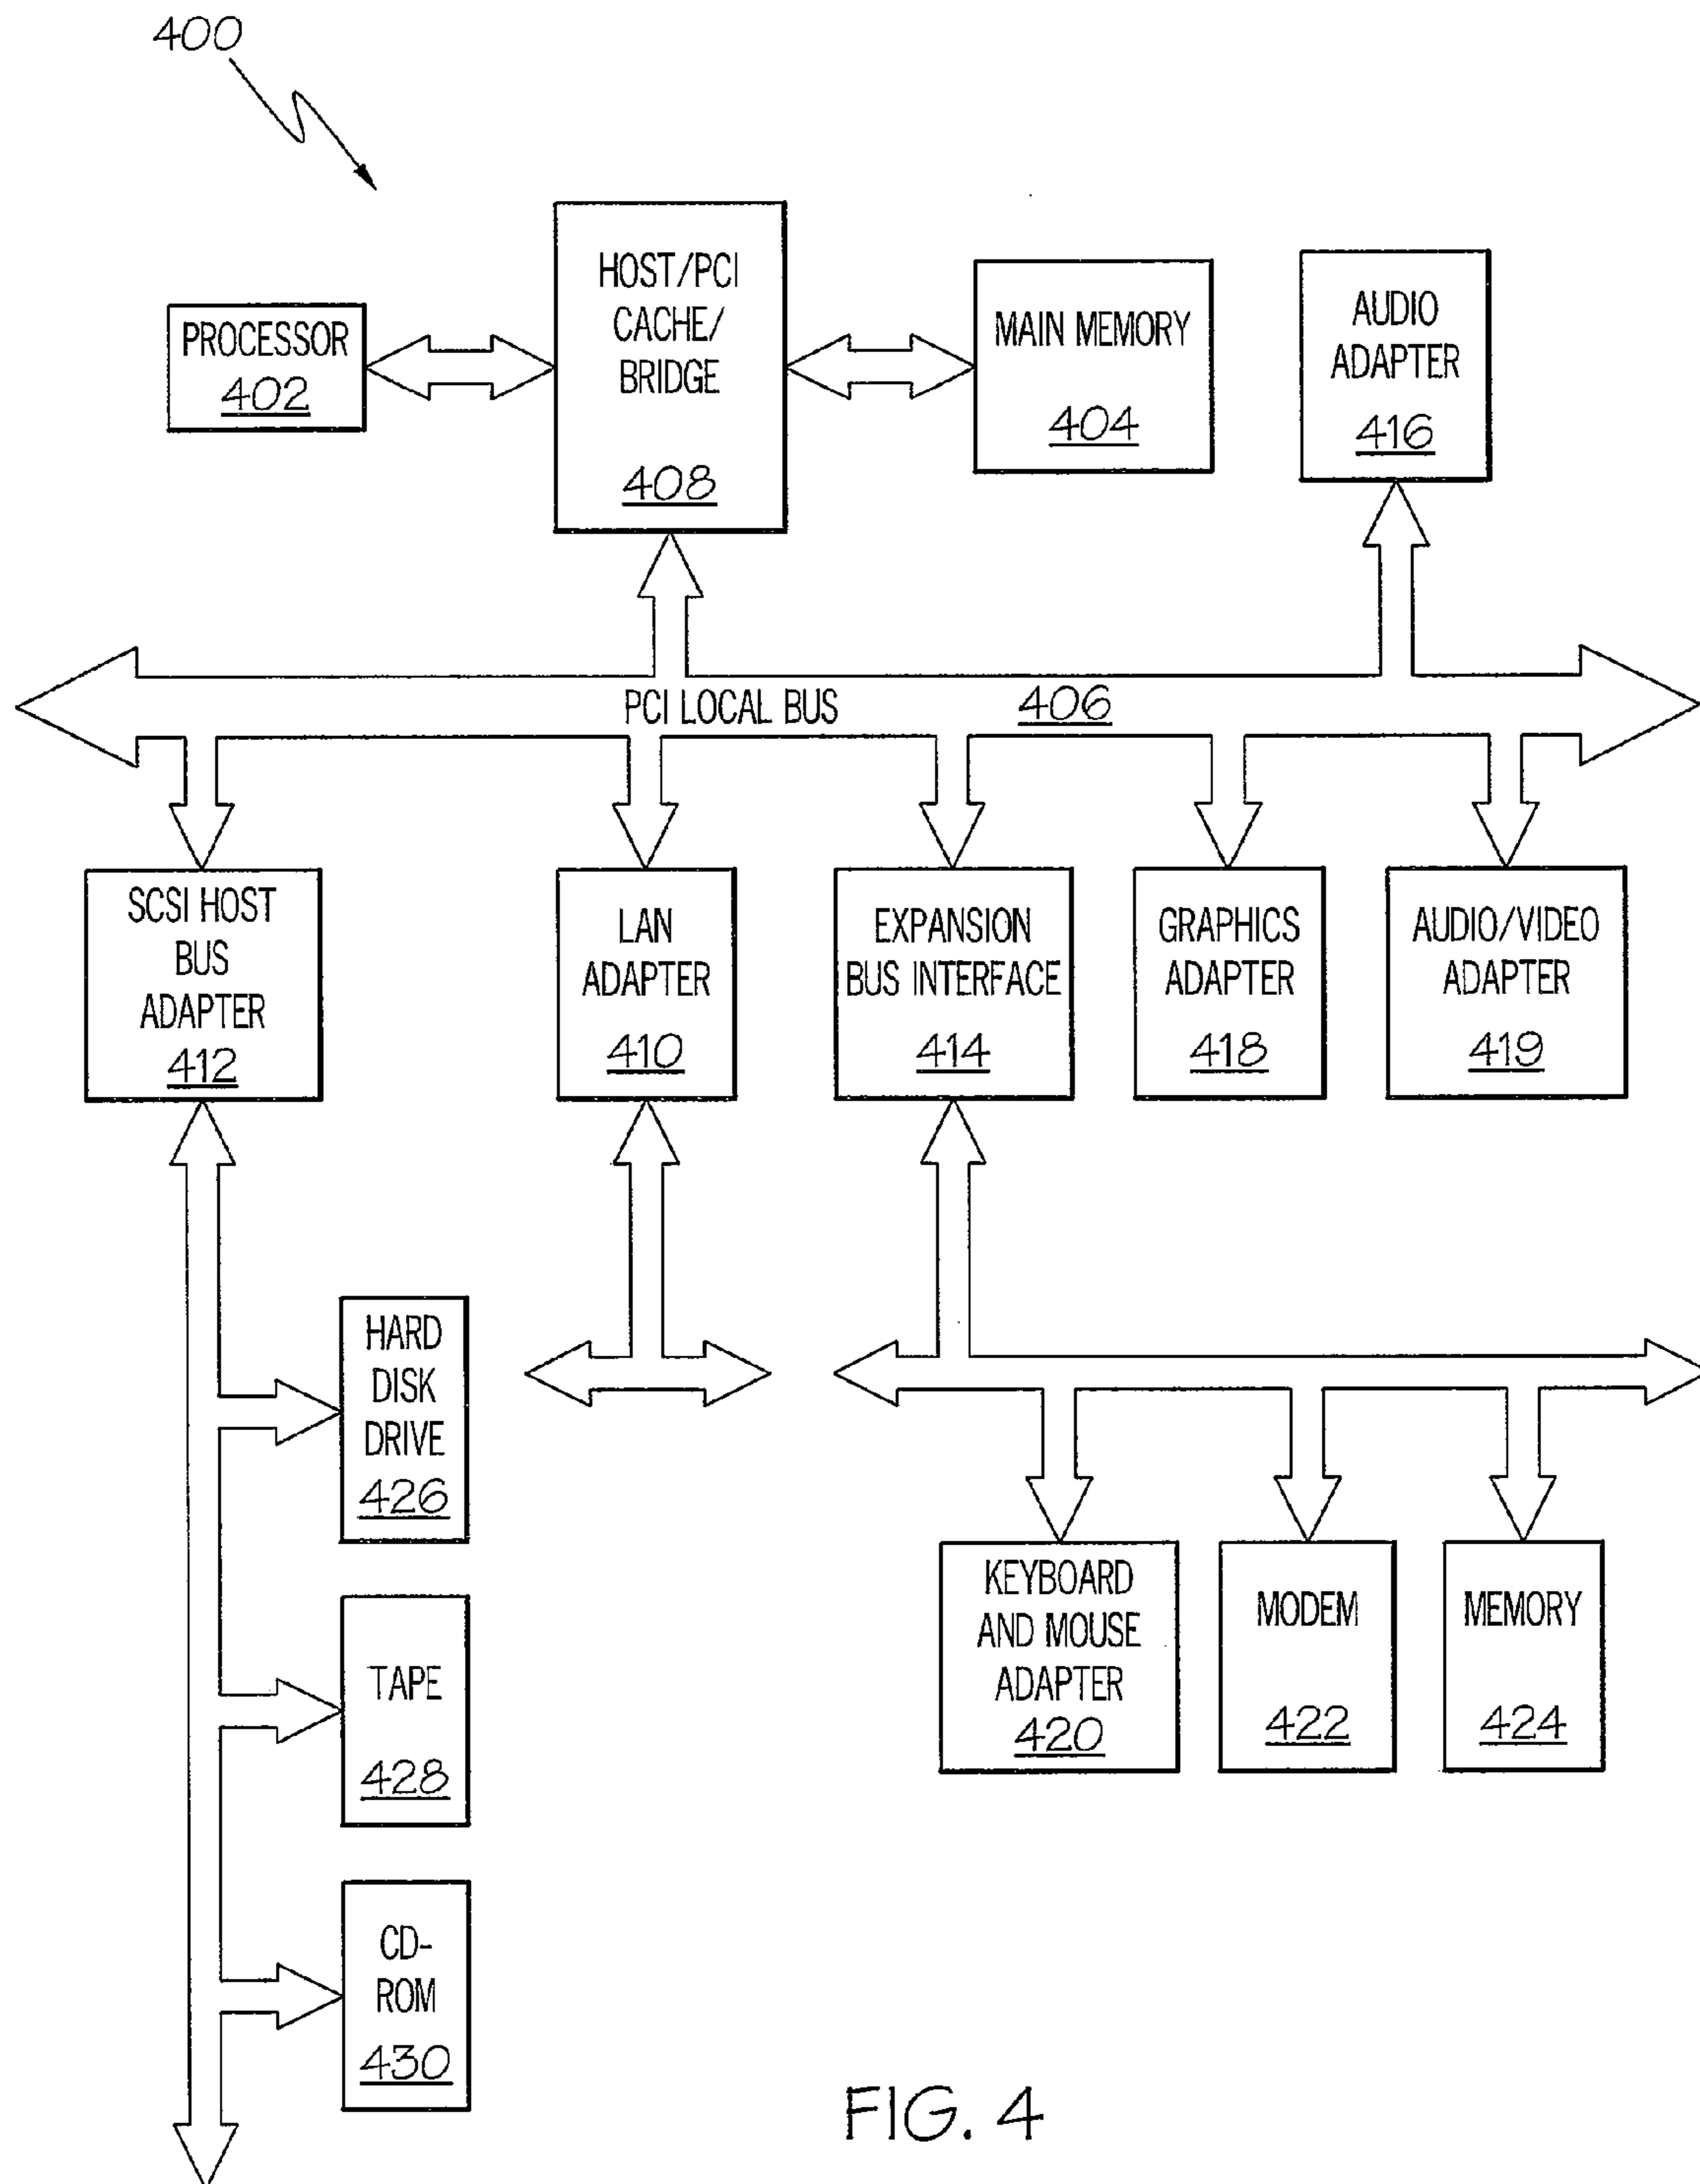 400
HOST/PCI
CACHE/
BRIDGE
408
PROCESSOR
402
MAIN MEMORY
404
AUDIO
ADAPTER
416
PCI LOCAL BUS 406
SCSI HOST
BUS
ADAPTER
412
LAN
ADAPTER
410
EXPANSION
BUS INTERFACE
414
GRAPHICS
ADAPTER
418
AUDIO/VIDEO
ADAPTER
419
HARD
DISK
DRIVE
426
TAPE
428
CD-
ROM
430
KEYBOARD
AND MOUSE
ADAPTER
420
MODEM
422
MEMORY
424
FIG. 4